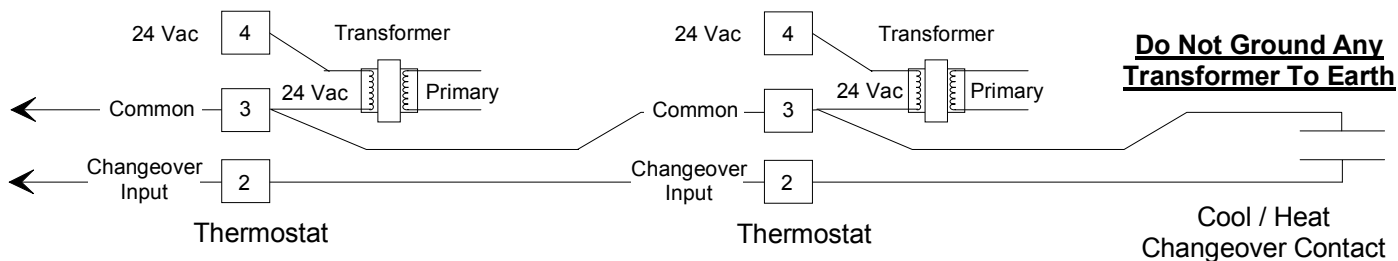 24 Vac 4 Transformer
24 Vac Primary
Common 3
Changeover
Input 2
Thermostat
24 Vac 4 Transformer
24 Vac Primary
Common 3
Changeover
Input 2
Thermostat
Do Not Ground Any
Transformer To Earth
Cool / Heat
Changeover Contact